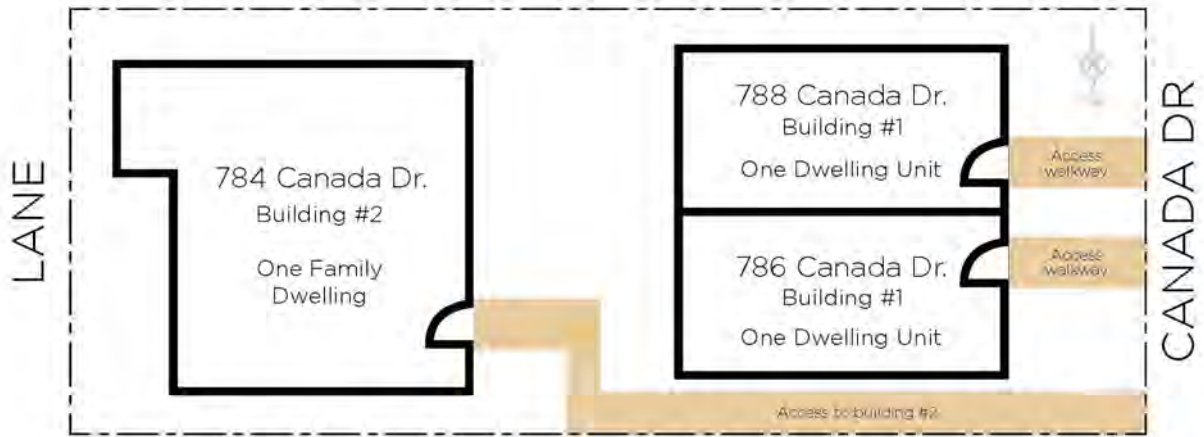 LANE
784 Canada Dr.
Building #2
One Family
Dwelling
788 Canada Dr.
Building #1
One Dwelling Unit
786 Canada Dr.
Building #1
One Dwelling Unit
Access
walkway
Access
walkway
Access to building #2
CANADA DR